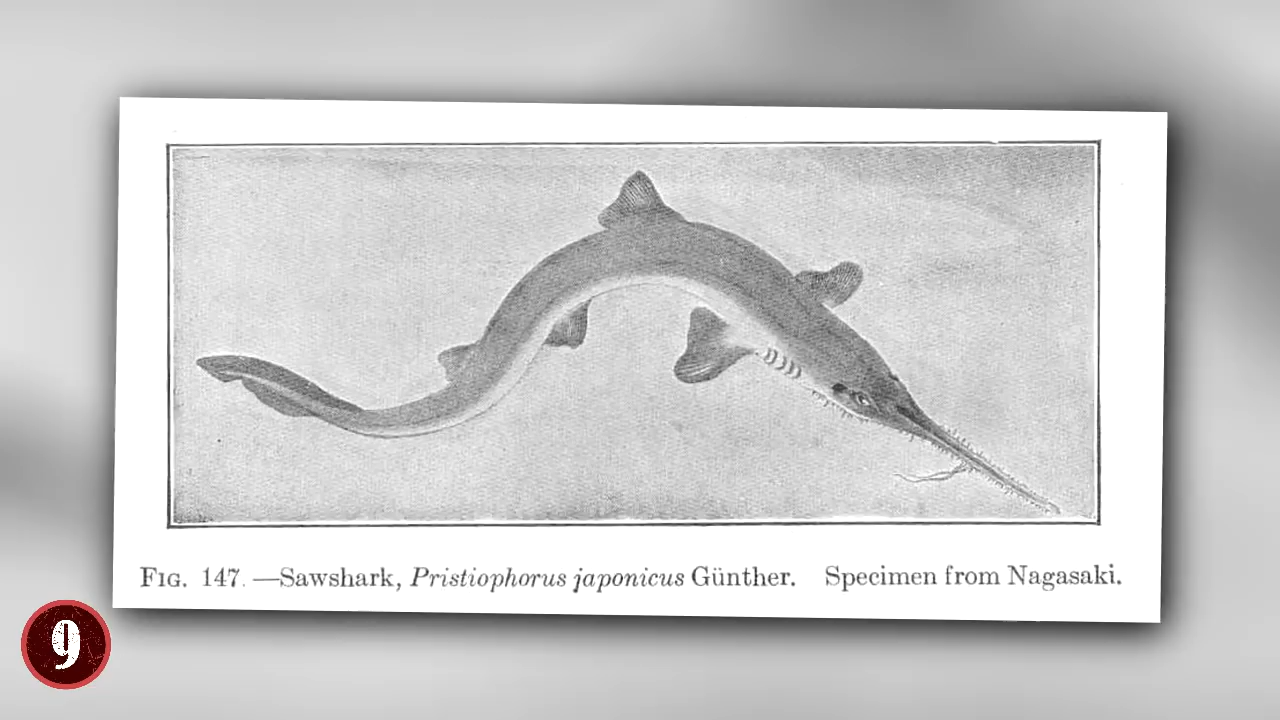 FIG. 147. —Sawshark, Pristiophorus japonicus Günther. Specimen from Nagasaki.
9